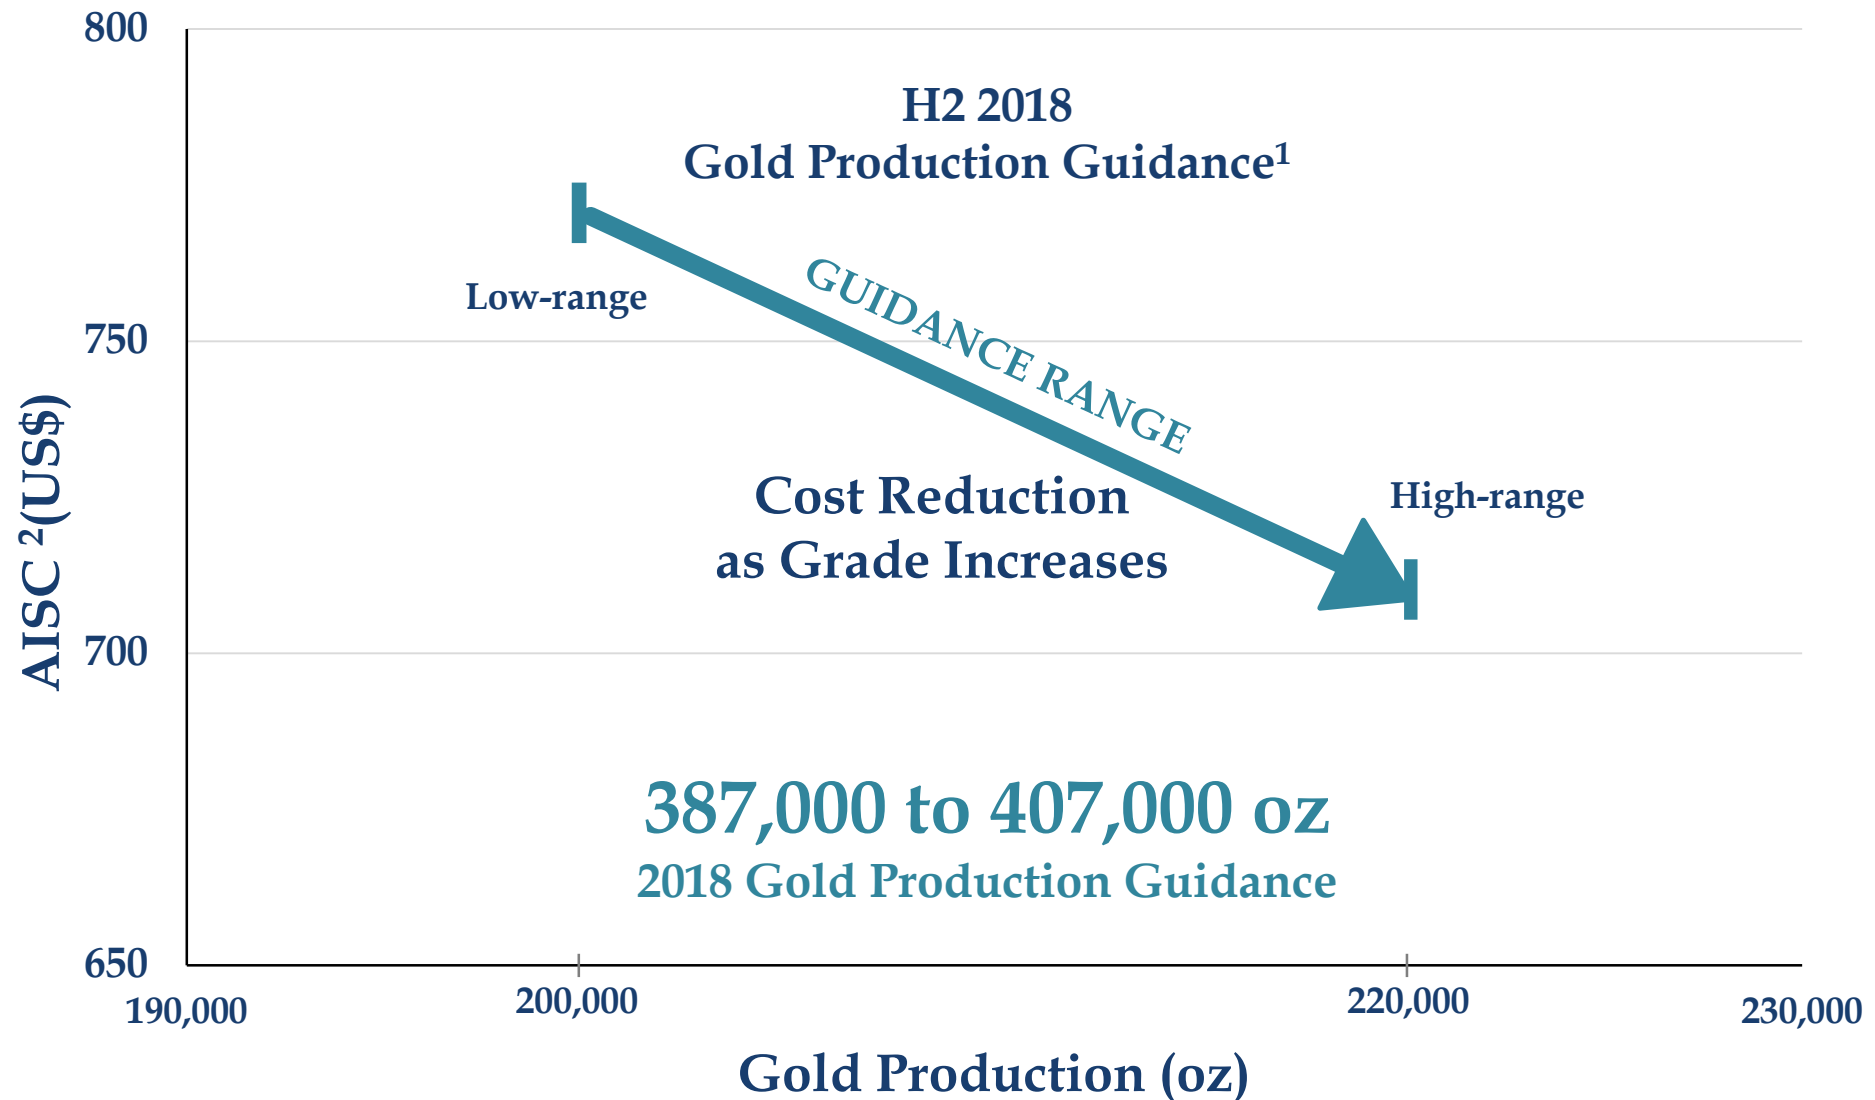 800
H2 2018
Gold Production Guidance¹
GUIDANCE RANGE
Low-range
750
AISC ²(US$)
Cost Reduction
as Grade Increases
High-range
700
387,000 to 407,000 oz
2018 Gold Production Guidance
650
190,000
200,000
220,000
230,000
Gold Production (oz)